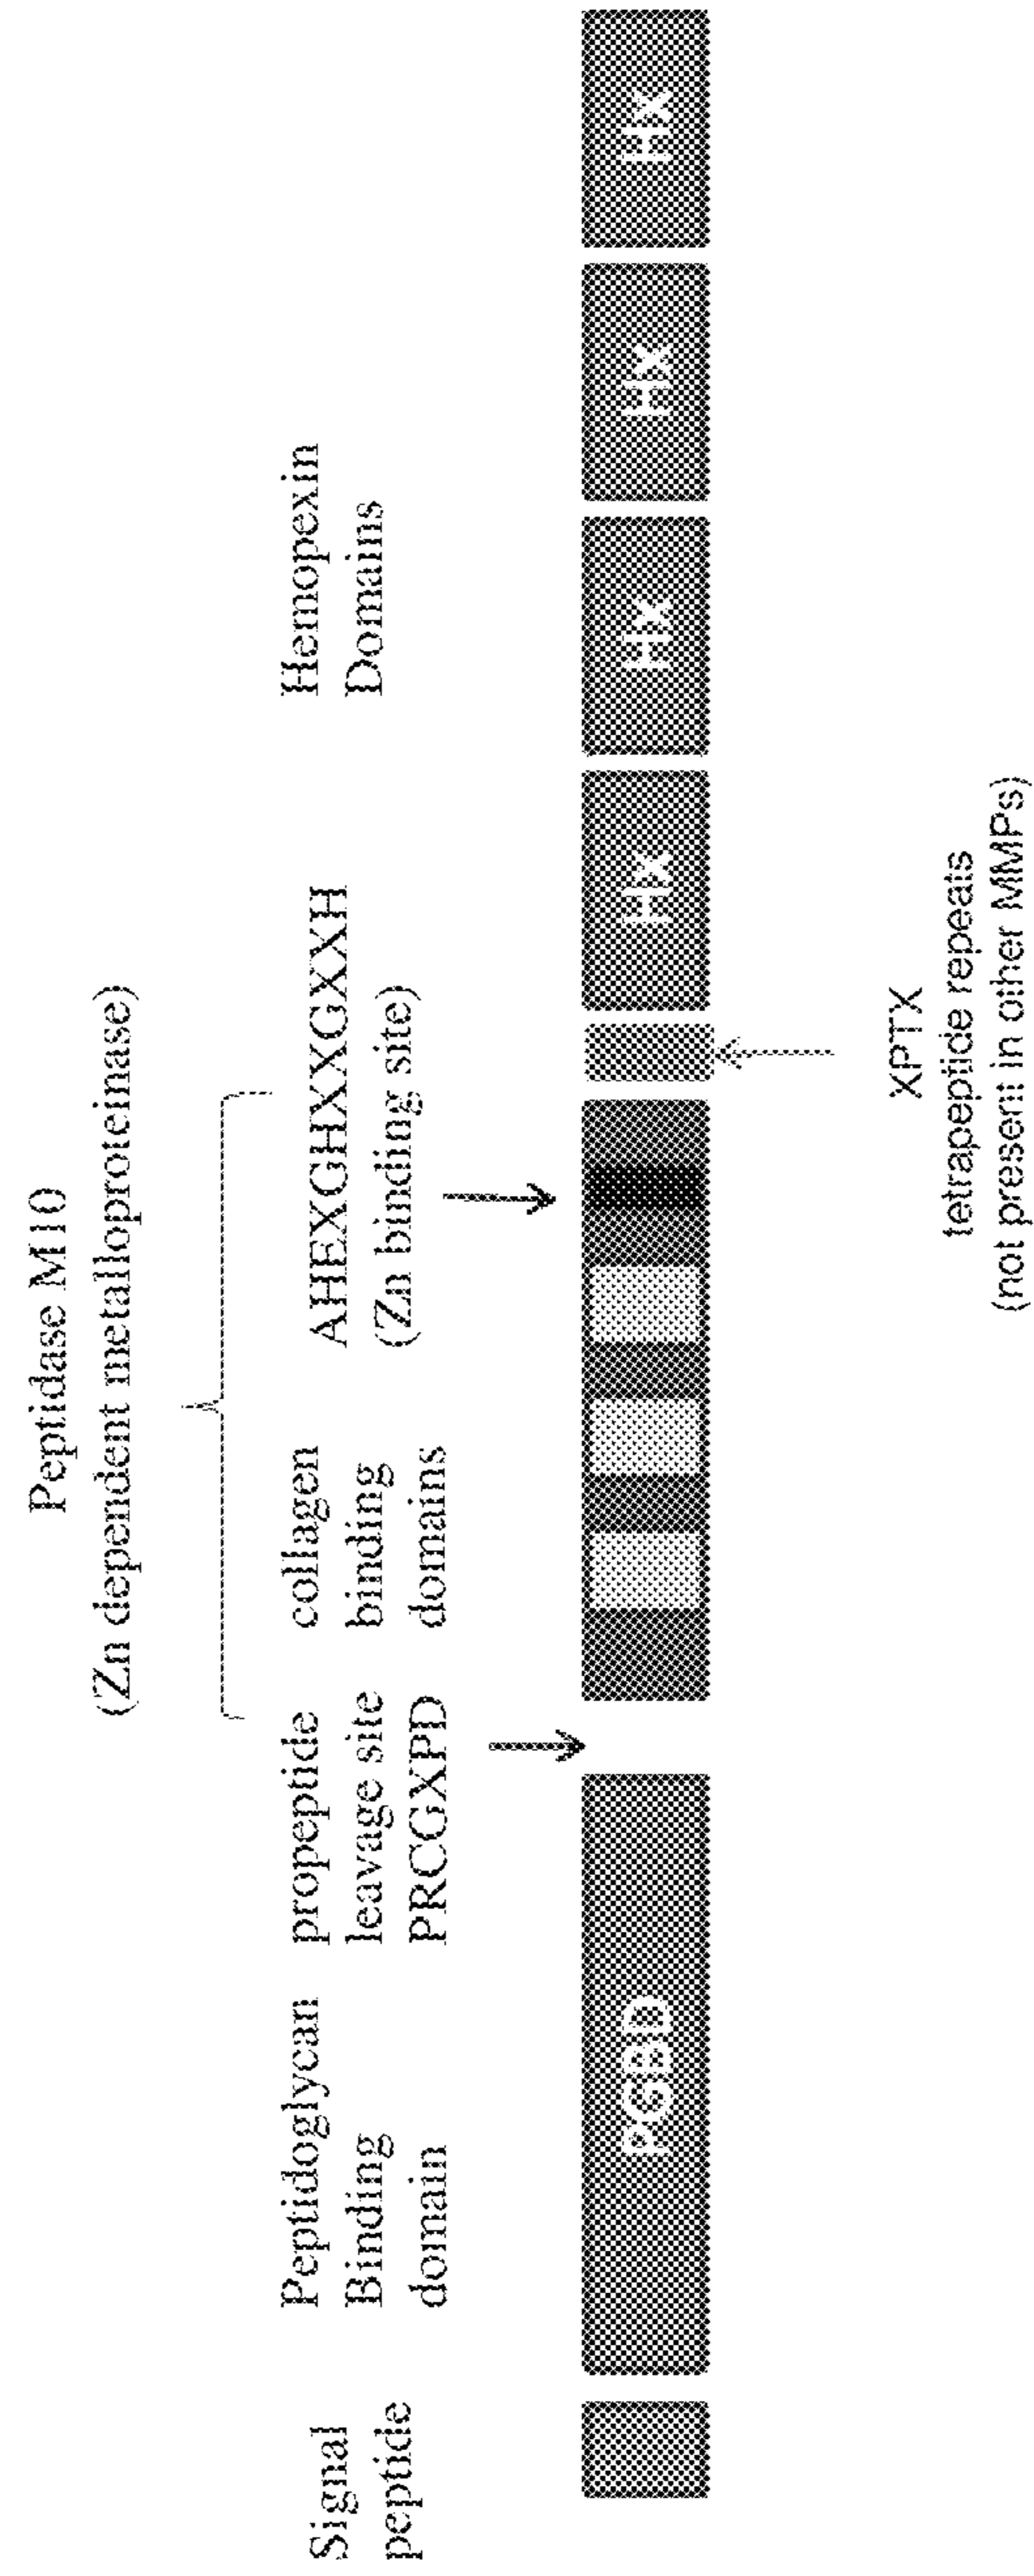 Peptidase M10
(Zn dependent metalloproteinase)
Signal
peptide
Peptidoglycan
Binding
domain
propeptide
leavage site
PRCGXPD
collagen
binding
domains
AHEXGHXXGXXH
(Zn binding site)
Hemopexin
Domains
PGBD
Hx
Hx
Hx
Hx
XPTX
tetrapeptide repeats
(not present in other MMPs)